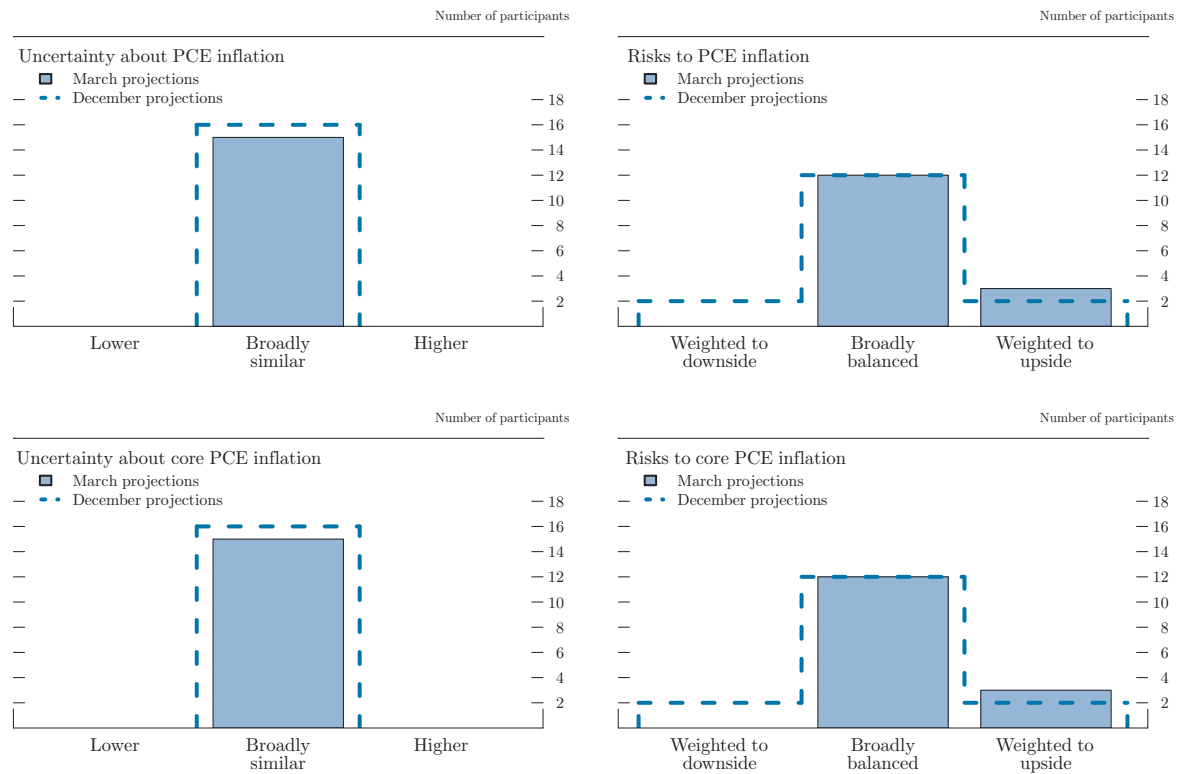 Number of participants
Uncertainty about PCE inflation
March projections
December projections
18
16
14
12
10
8
6
4
2
Lower
Broadly
similar
Higher
Number of participants
Risks to PCE inflation
March projections
December projections
18
16
14
12
10
8
6
4
2
Weighted to
downside
Broadly
balanced
Weighted to
upside
Number of participants
Uncertainty about core PCE inflation
March projections
December projections
18
16
14
12
10
8
6
4
2
Lower
Broadly
similar
Higher
Number of participants
Risks to core PCE inflation
March projections
December projections
18
16
14
12
10
8
6
4
2
Weighted to
downside
Broadly
balanced
Weighted to
upside